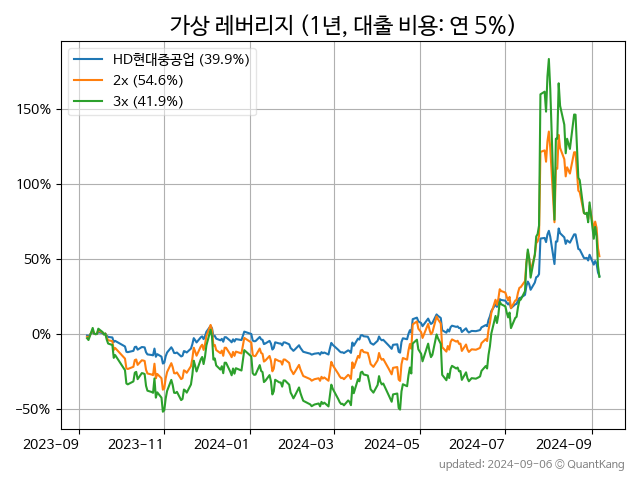 가상 레버리지 (1년, 대출 비용: 연 5%)
HD현대중공업 (39.9%)
2x (54.6%)
3x (41.9%)
150%
100%
50%
0%
−50%
2023-09 2023-11 2024-01 2024-03 2024-05 2024-07 2024-09
updated: 2024-09-06 © QuantKang